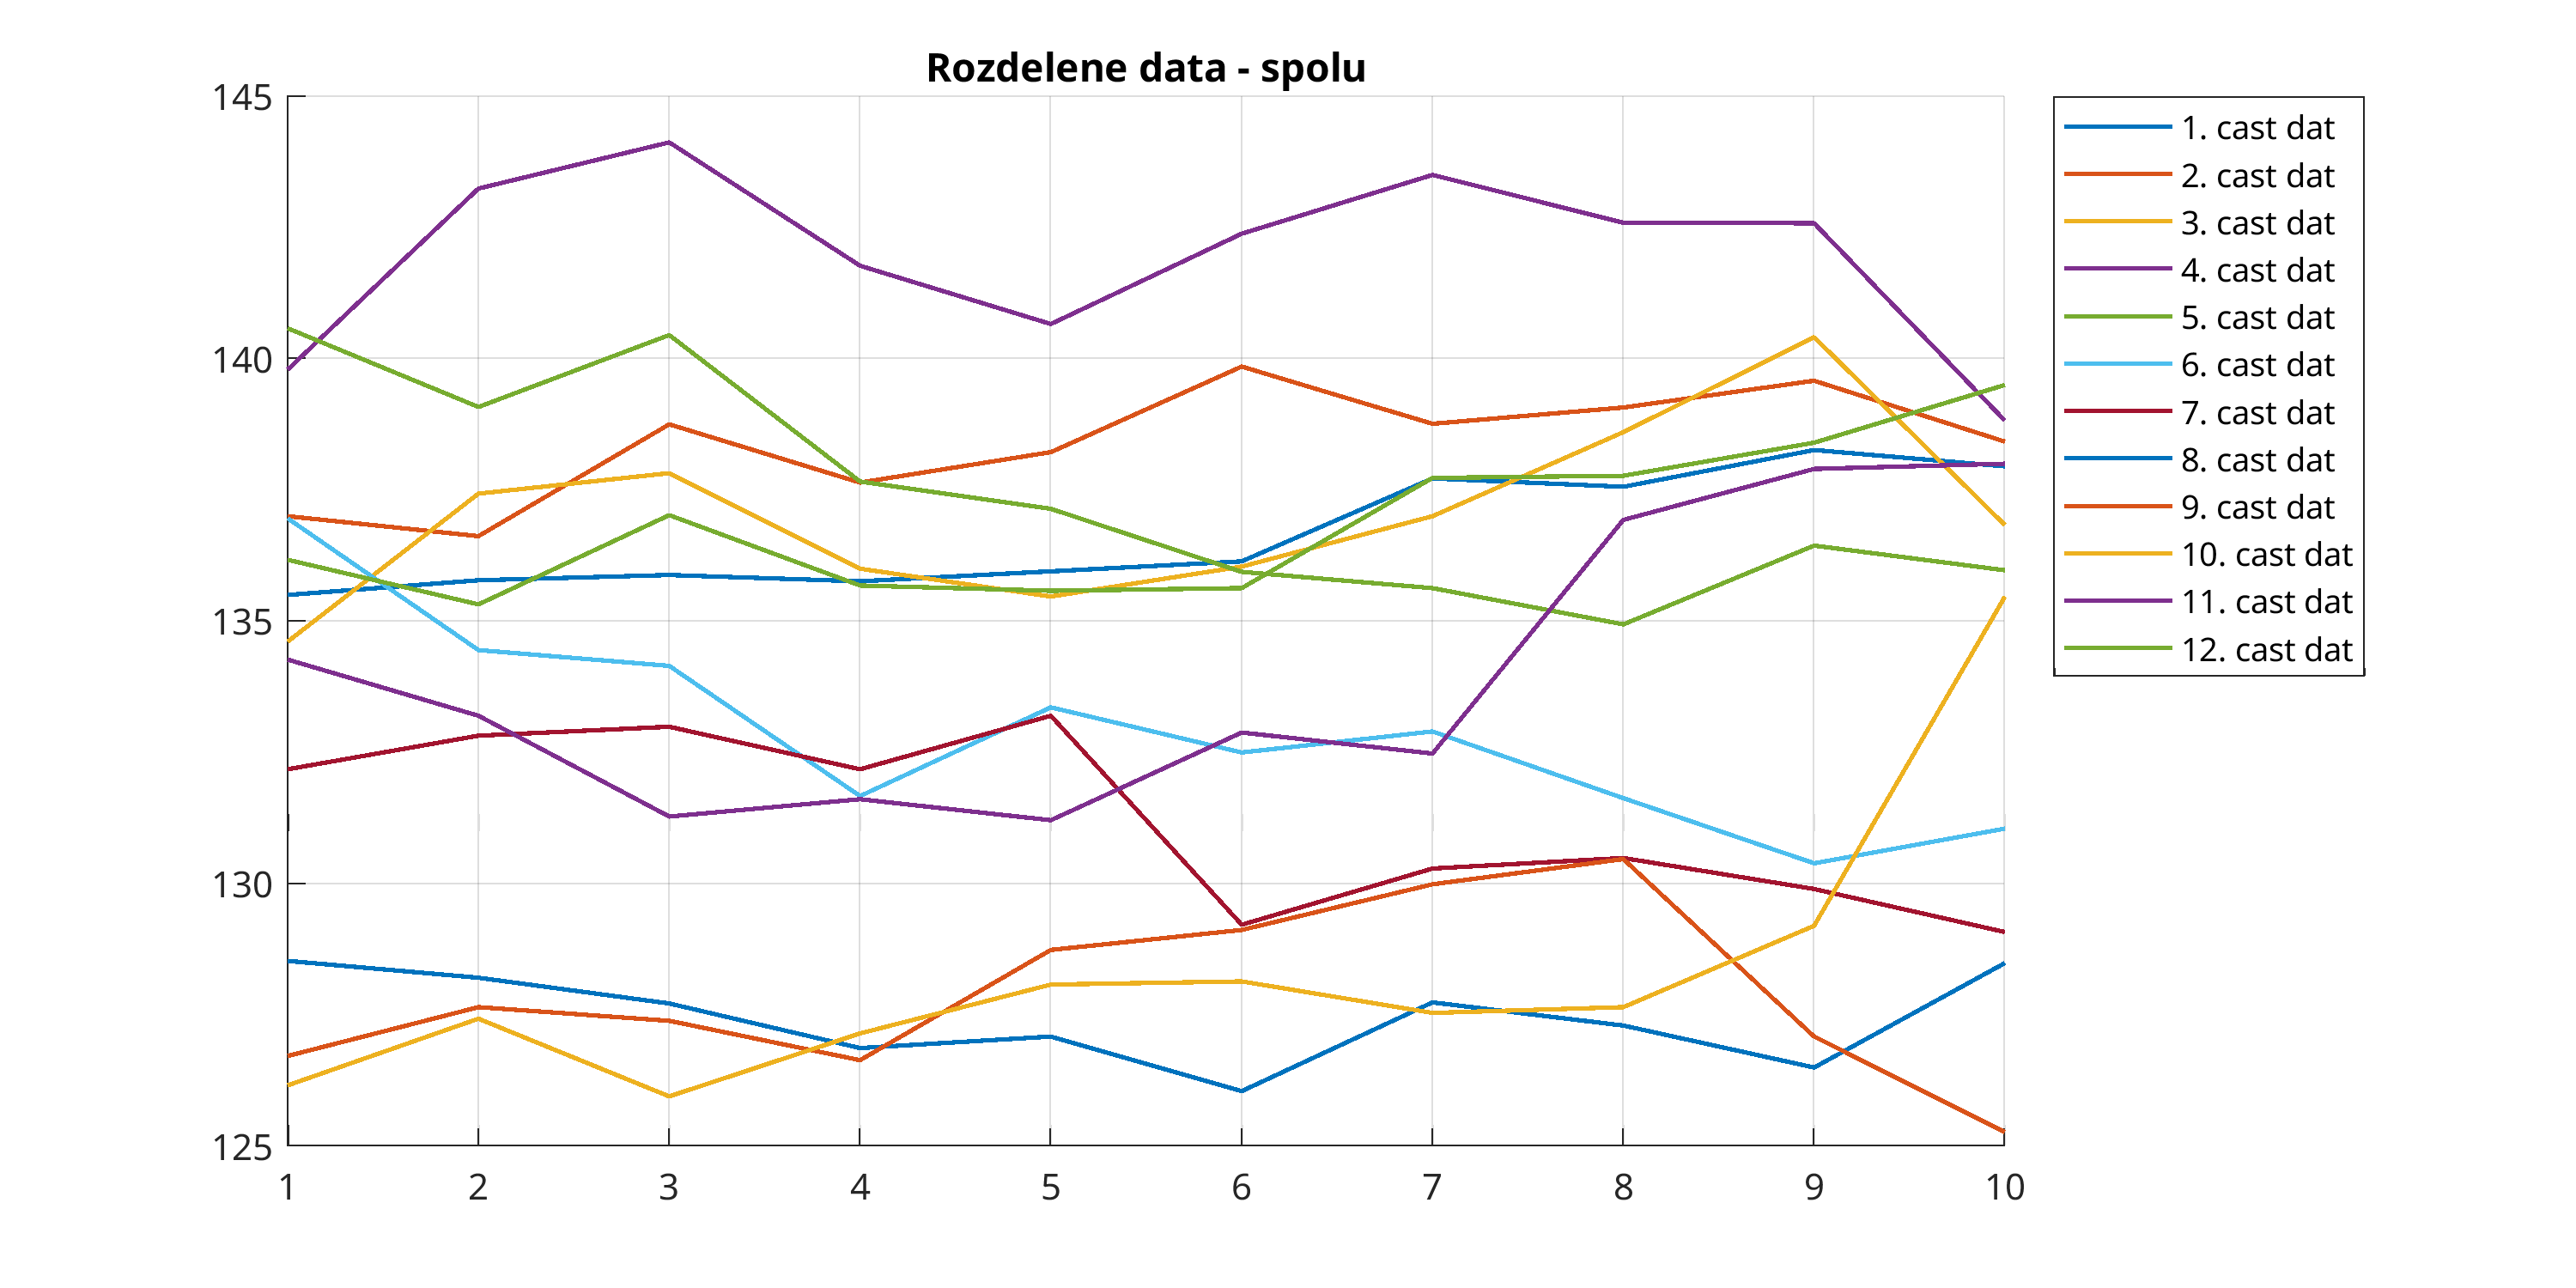 Rozdelene data - spolu
145
140
135
130
125
1 2 3 4 5 6 7 8 9 10
1. cast dat
2. cast dat
3. cast dat
4. cast dat
5. cast dat
6. cast dat
7. cast dat
8. cast dat
9. cast dat
10. cast dat
11. cast dat
12. cast dat